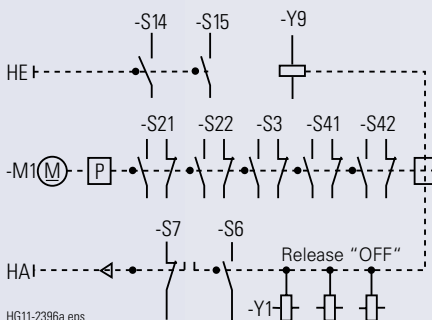 -S14 -S15 -Y9
HE
-S21 -S22 -S3 -S41 -S42
-M1 M P
-S7 -S6
HA Release "OFF"
-Y1
HG11-2396a eps